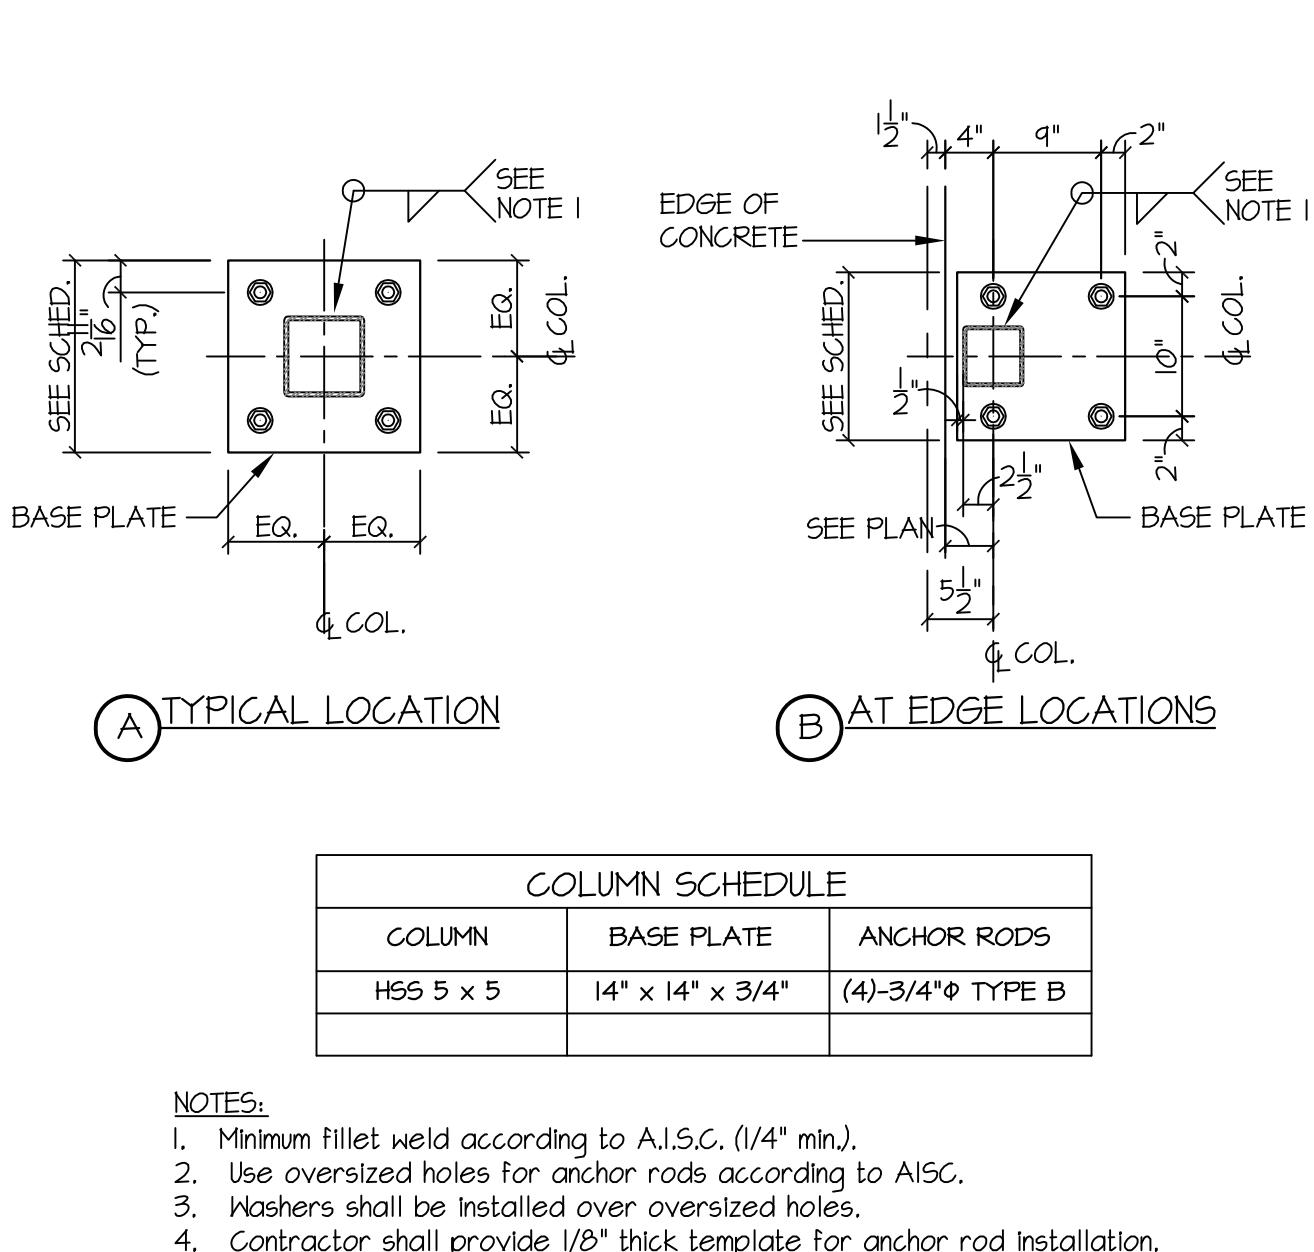 SEE
NOTE 1
SEE SCHED.
2 11/16"
(TYP.)
EQ.
EQ.
℄ COL.
BASE PLATE
EQ. EQ.
℄ COL.
A TYPICAL LOCATION
1 1/2" 4" 9" 2"
SEE
NOTE 1
EDGE OF
CONCRETE
SEE SCHED.
2"
10"
2"
℄ COL.
1/2"
2 1/2"
SEE PLAN
BASE PLATE
5 1/2"
℄ COL.
B AT EDGE LOCATIONS
COLUMN SCHEDULE
COLUMN BASE PLATE ANCHOR RODS
HSS 5 x 5 14" x 14" x 3/4" (4)-3/4"Φ TYPE B
NOTES:
1. Minimum fillet weld according to A.I.S.C. (1/4" min.).
2. Use oversized holes for anchor rods according to AISC.
3. Washers shall be installed over oversized holes.
4. Contractor shall provide 1/8" thick template for anchor rod installation.